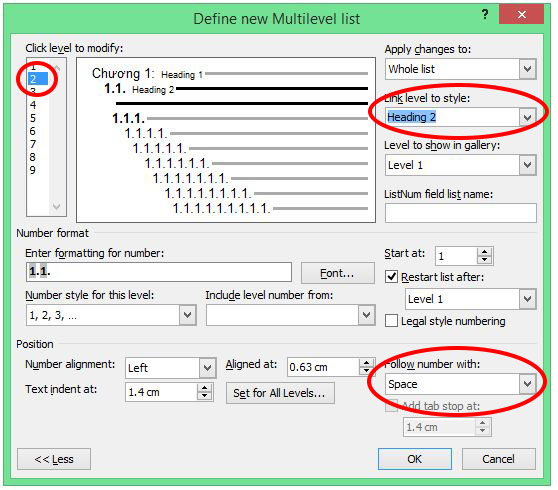 Define new Multilevel list
? ×
Click level to modify:
1
2
3
4
5
6
7
8
9
Chương 1: Heading 1
1.1. Heading 2
1.1.1.
1.1.1.1.
1.1.1.1.1.
1.1.1.1.1.1.
1.1.1.1.1.1.1.
1.1.1.1.1.1.1.1.
1.1.1.1.1.1.1.1.1.
Apply changes to:
Whole list
Link level to style:
Heading 2
Level to show in gallery:
Level 1
ListNum field list name:
Number format
Enter formatting for number:
1.1.
Font...
Start at: 1
Restart list after:
Level 1
Number style for this level:
1, 2, 3, ...
Include level number from:
Legal style numbering
Position
Number alignment: Left
Aligned at: 0.63 cm
Text indent at: 1.4 cm
Set for All Levels...
Follow number with:
Space
Add tab stop at:
1.4 cm
<< Less
OK
Cancel